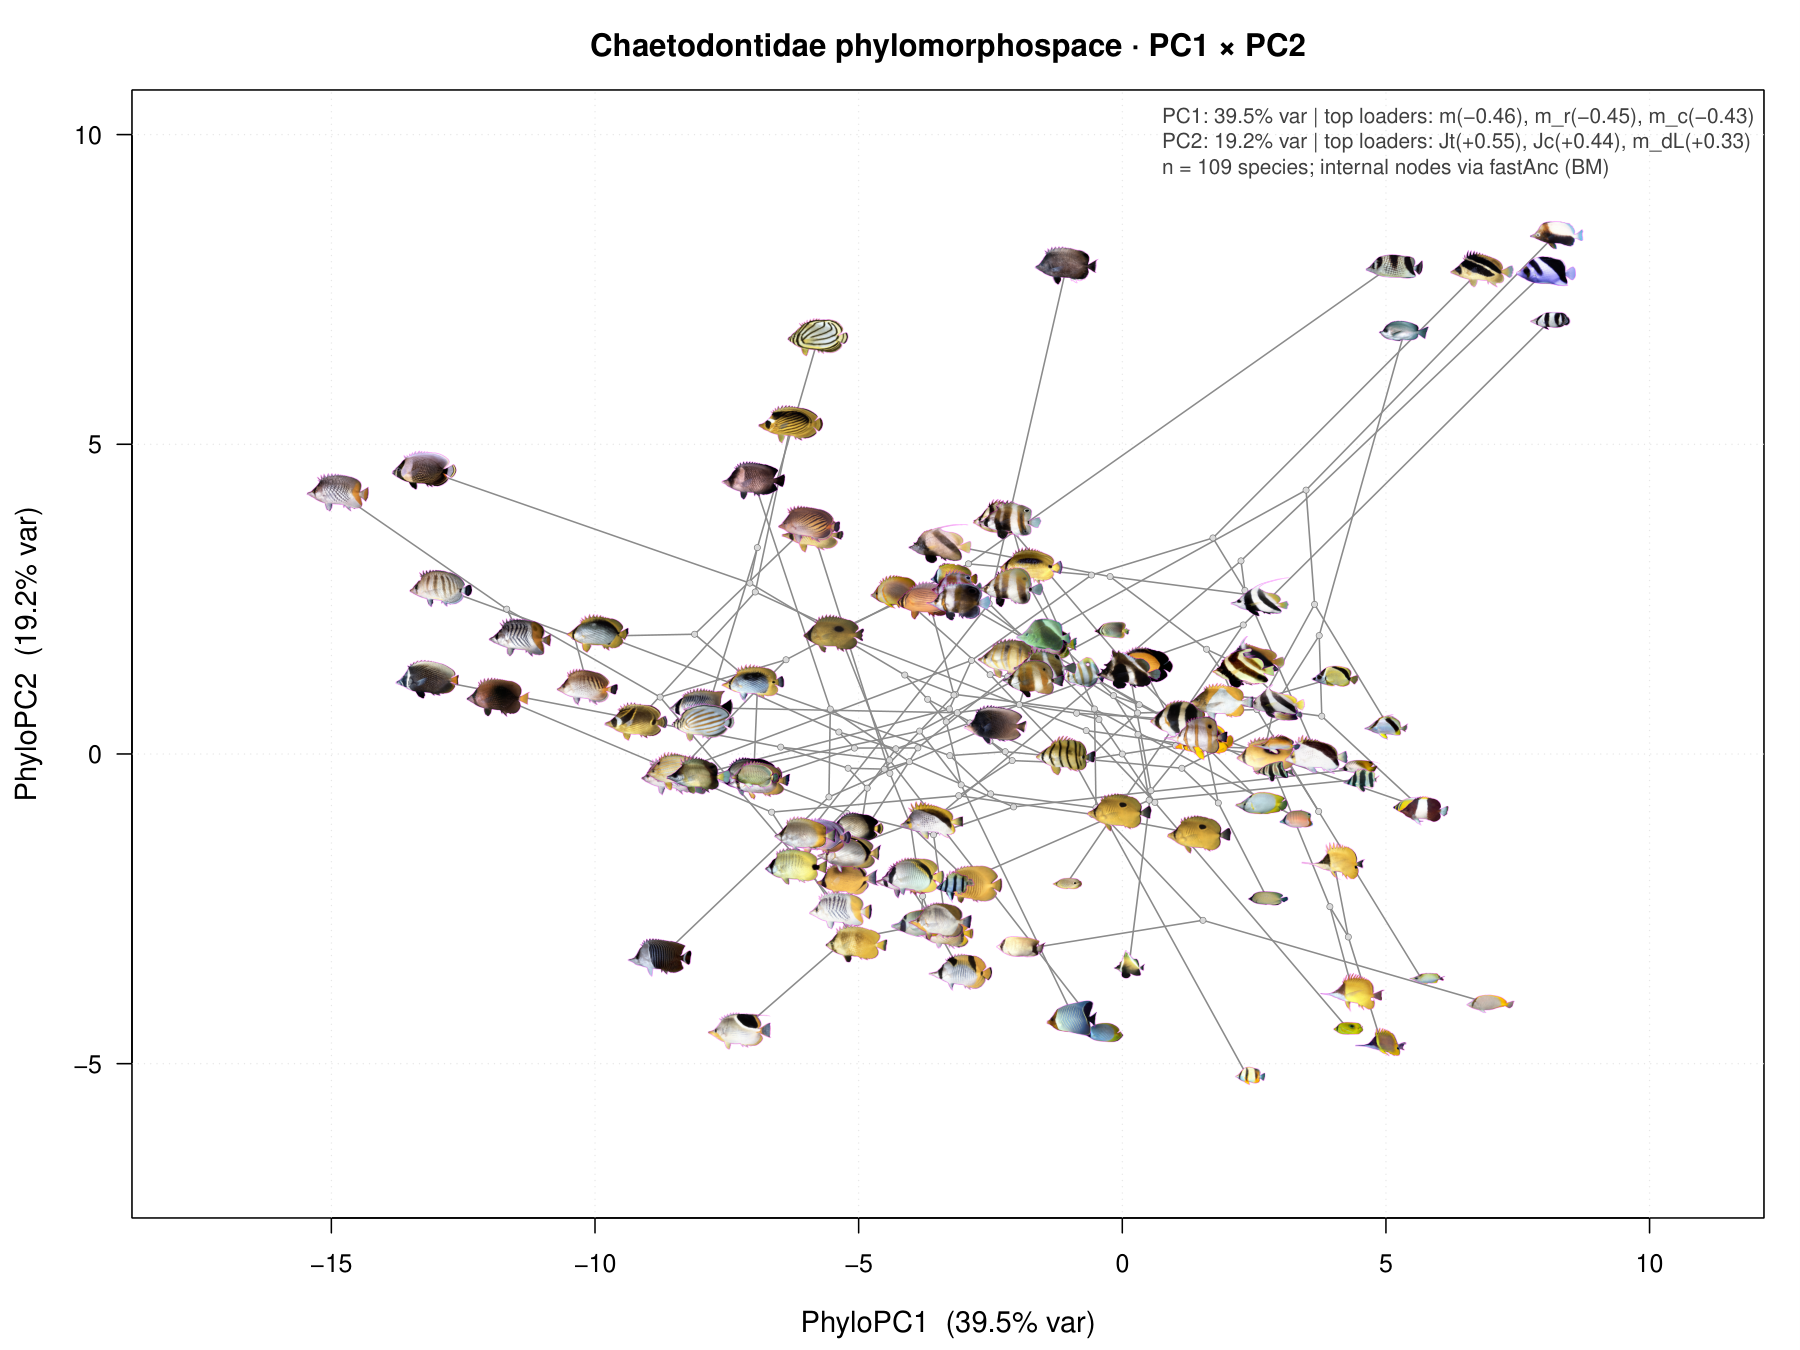 Chaetodontidae phylomorphospace · PC1 × PC2
PC1: 39.5% var | top loaders: m(−0.46), m_r(−0.45), m_c(−0.43)
PC2: 19.2% var | top loaders: Jt(+0.55), Jc(+0.44), m_dL(+0.33)
n = 109 species; internal nodes via fastAnc (BM)
PhyloPC2 (19.2% var)
10
5
0
−5
−15 −10 −5 0 5 10
PhyloPC1 (39.5% var)